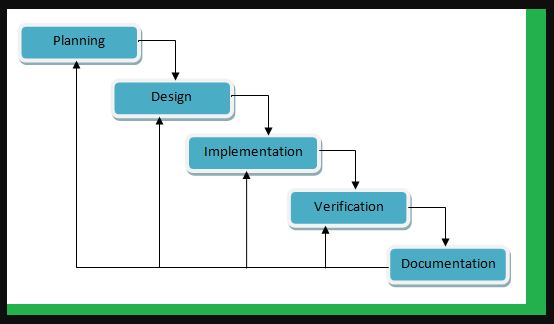 Planning
Design
Implementation
Verification
Documentation